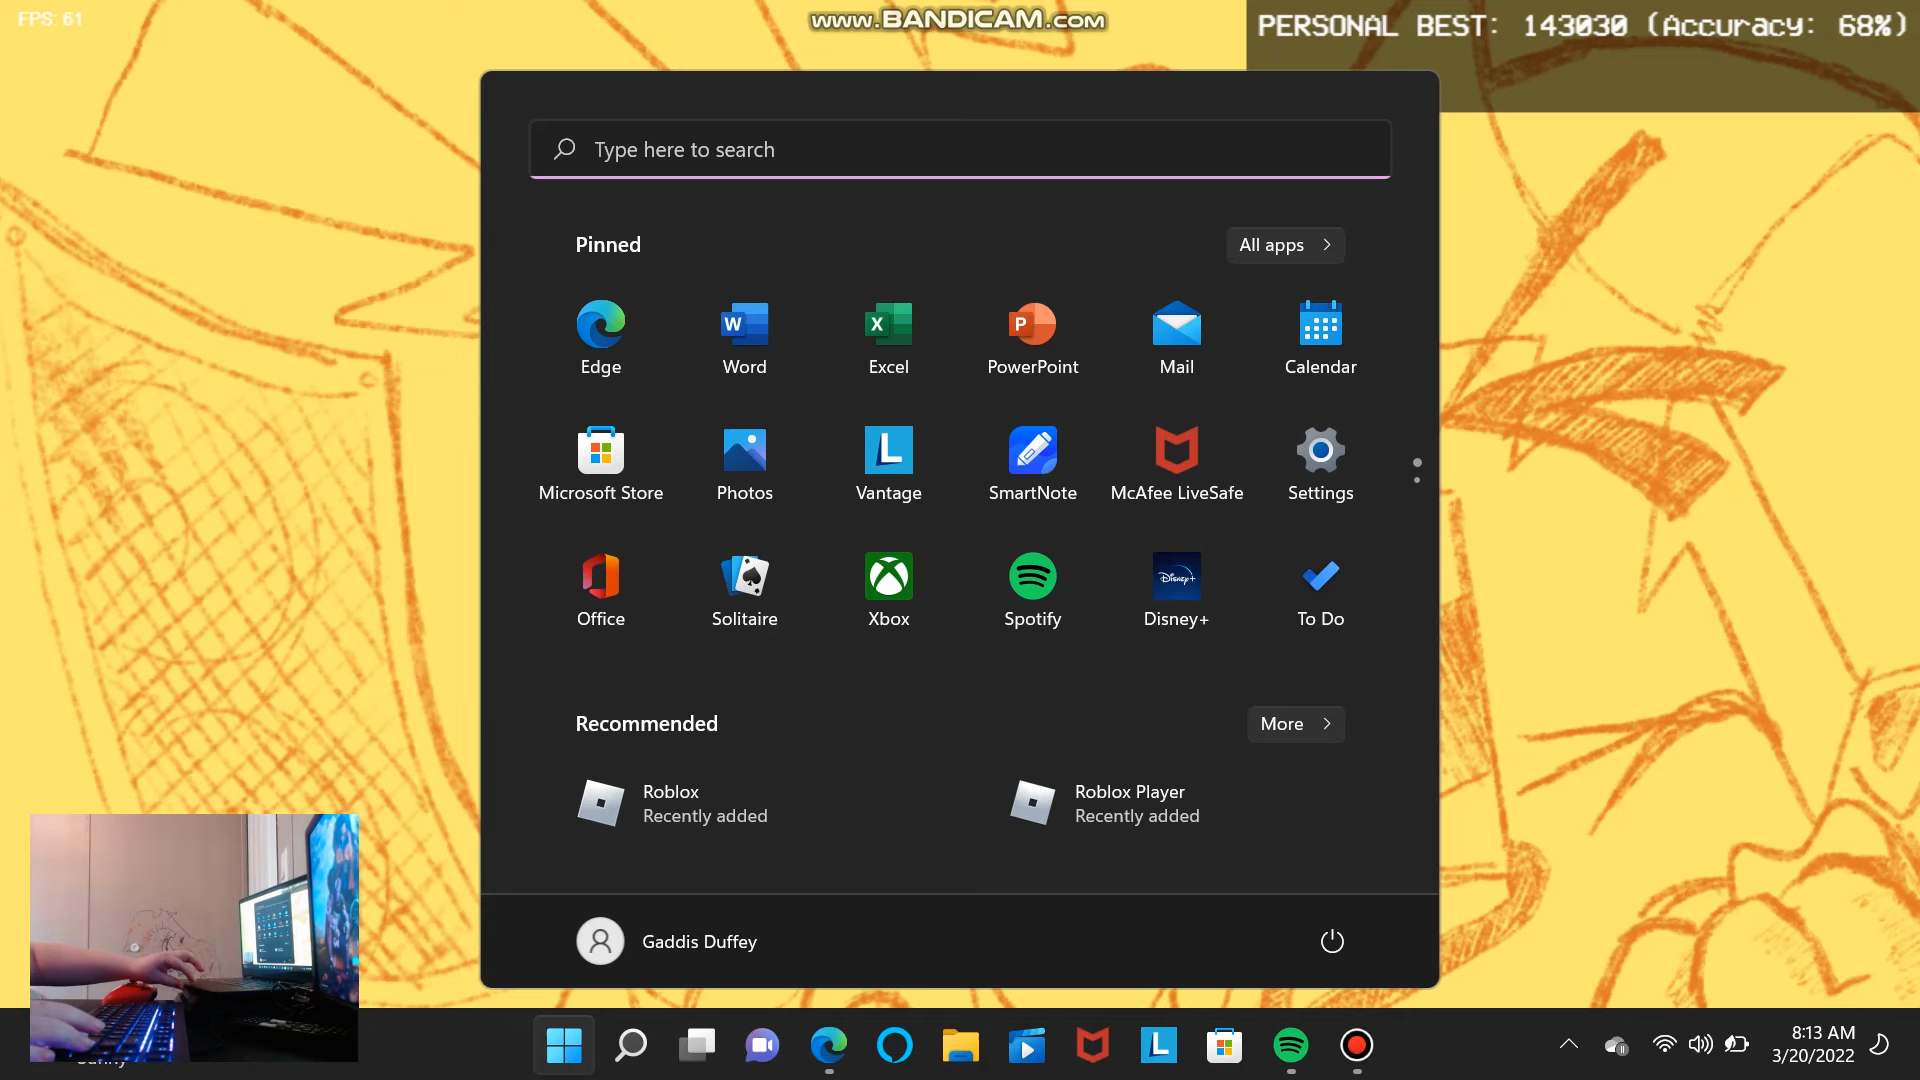 FPS: 61
www.BANDICAM.com
PERSONAL BEST: 143030 (Accuracy: 68%)
Type here to search
Pinned
All apps
Edge
Word
Excel
PowerPoint
Mail
Calendar
Microsoft Store
Photos
Vantage
SmartNote
McAfee LiveSafe
Settings
Office
Solitaire
Xbox
Spotify
Disney+
To Do
Recommended
More
Roblox
Recently added
Roblox Player
Recently added
Gaddis Duffey
Sunny
8:13 AM
3/20/2022